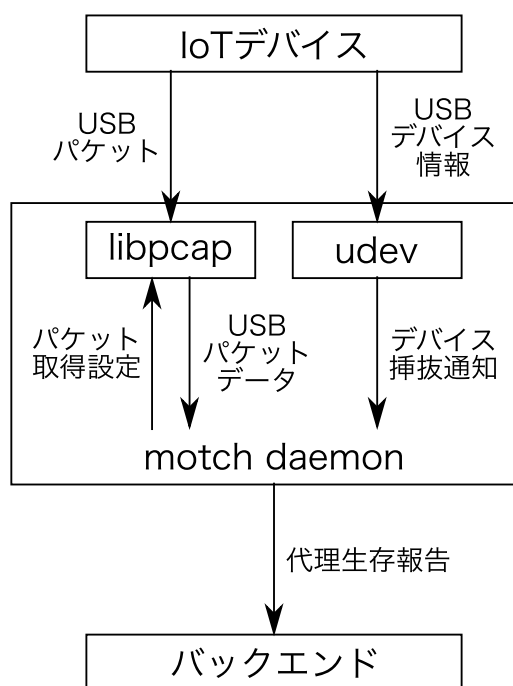 IoTデバイス
USB
パケット
USB
デバイス
情報
libpcap
udev
パケット
取得設定
USB
パケット
データ
デバイス
挿抜通知
motch daemon
代理生存報告
バックエンド